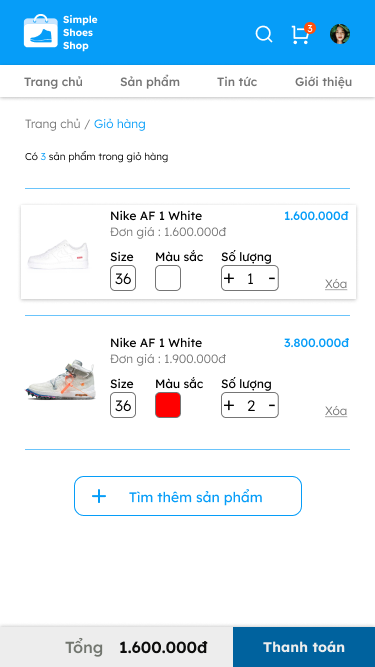 Simple
Shoes
Shop
3
Trang chủ Sản phẩm Tin tức Giới thiệu
Trang chủ / Giỏ hàng
Có 3 sản phẩm trong giỏ hàng
Nike AF 1 White 1.600.000đ
Đơn giá : 1.600.000đ
Size Màu sắc Số lượng
36 + 1 - Xóa
Nike AF 1 White 3.800.000đ
Đơn giá : 1.900.000đ
Size Màu sắc Số lượng
36 + 2 - Xóa
+ Tìm thêm sản phẩm
Tổng 1.600.000đ Thanh toán